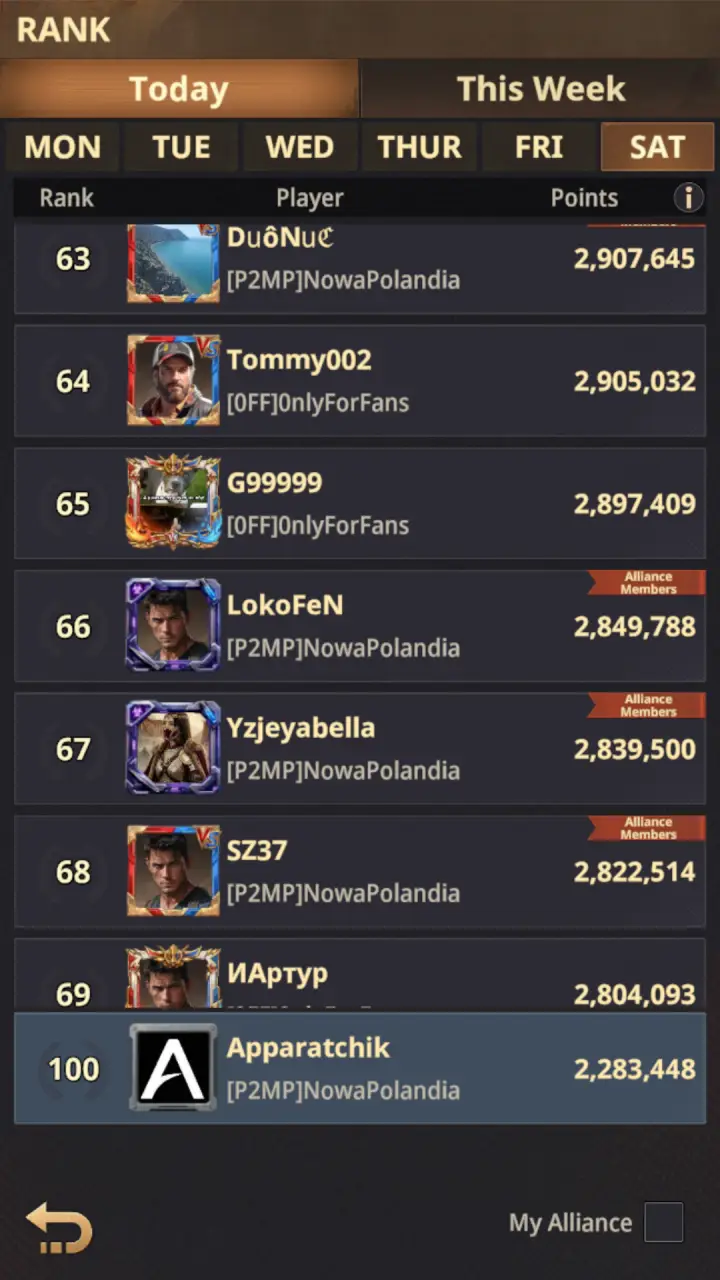 RANK
Today
This Week
MON TUE WED THUR FRI SAT
Rank Player Points
63
DuôNuℭ
[P2MP]NowaPolandia
2,907,645
64
Tommy002
[0FF]0nlyForFans
2,905,032
65
G99999
[0FF]0nlyForFans
2,897,409
66
LokoFeN
[P2MP]NowaPolandia
Alliance
Members
2,849,788
67
Yzjeyabella
[P2MP]NowaPolandia
Alliance
Members
2,839,500
68
SZ37
[P2MP]NowaPolandia
Alliance
Members
2,822,514
69
ИАртур
2,804,093
100
Apparatchik
[P2MP]NowaPolandia
2,283,448
My Alliance